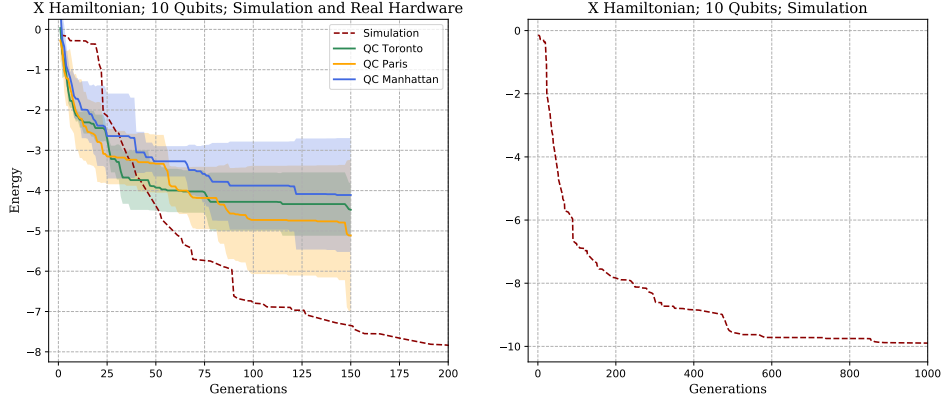 X Hamiltonian; 10 Qubits; Simulation and Real Hardware
0
−1
−2
−3
−4
−5
−6
−7
−8
Energy
0 25 50 75 100 125 150 175 200
Generations
Simulation
QC Toronto
QC Paris
QC Manhattan
X Hamiltonian; 10 Qubits; Simulation
0
−2
−4
−6
−8
−10
0 200 400 600 800 1000
Generations